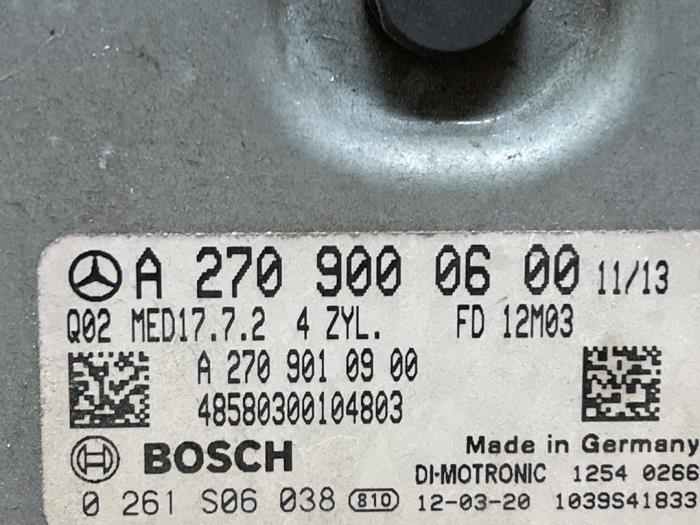 A 270 900 06 00 11/13
Q02 MED17.7.2 4 ZYL. FD 12M03
A 270 901 09 00
48580300104803
BOSCH Made in Germany
DI-MOTRONIC 1254 0266
0 261 S06 038 810 12-03-20 1039S41833